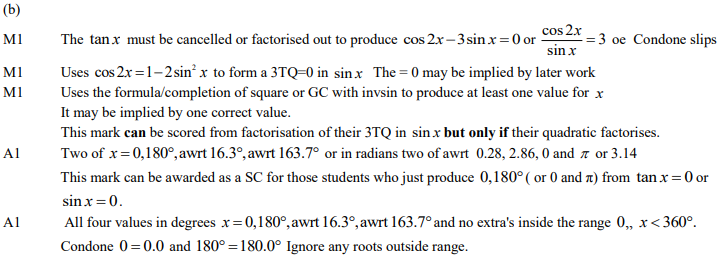 (b)
M1 The tan x must be cancelled or factorised out to produce cos 2x − 3 sin x = 0 or cos 2x / sin x = 3 oe Condone slips
M1 Uses cos 2x = 1 − 2 sin² x to form a 3TQ=0 in sin x The = 0 may be implied by later work
M1 Uses the formula/completion of square or GC with invsin to produce at least one value for x
It may be implied by one correct value.
This mark can be scored from factorisation of their 3TQ in sin x but only if their quadratic factorises.
A1 Two of x = 0,180°, awrt 16.3°, awrt 163.7° or in radians two of awrt 0.28, 2.86, 0 and π or 3.14
This mark can be awarded as a SC for those students who just produce 0,180° ( or 0 and π) from tan x = 0 or
sin x = 0.
A1 All four values in degrees x = 0,180°, awrt 16.3°, awrt 163.7° and no extra's inside the range 0,, x < 360°.
Condone 0 = 0.0 and 180° = 180.0° Ignore any roots outside range.